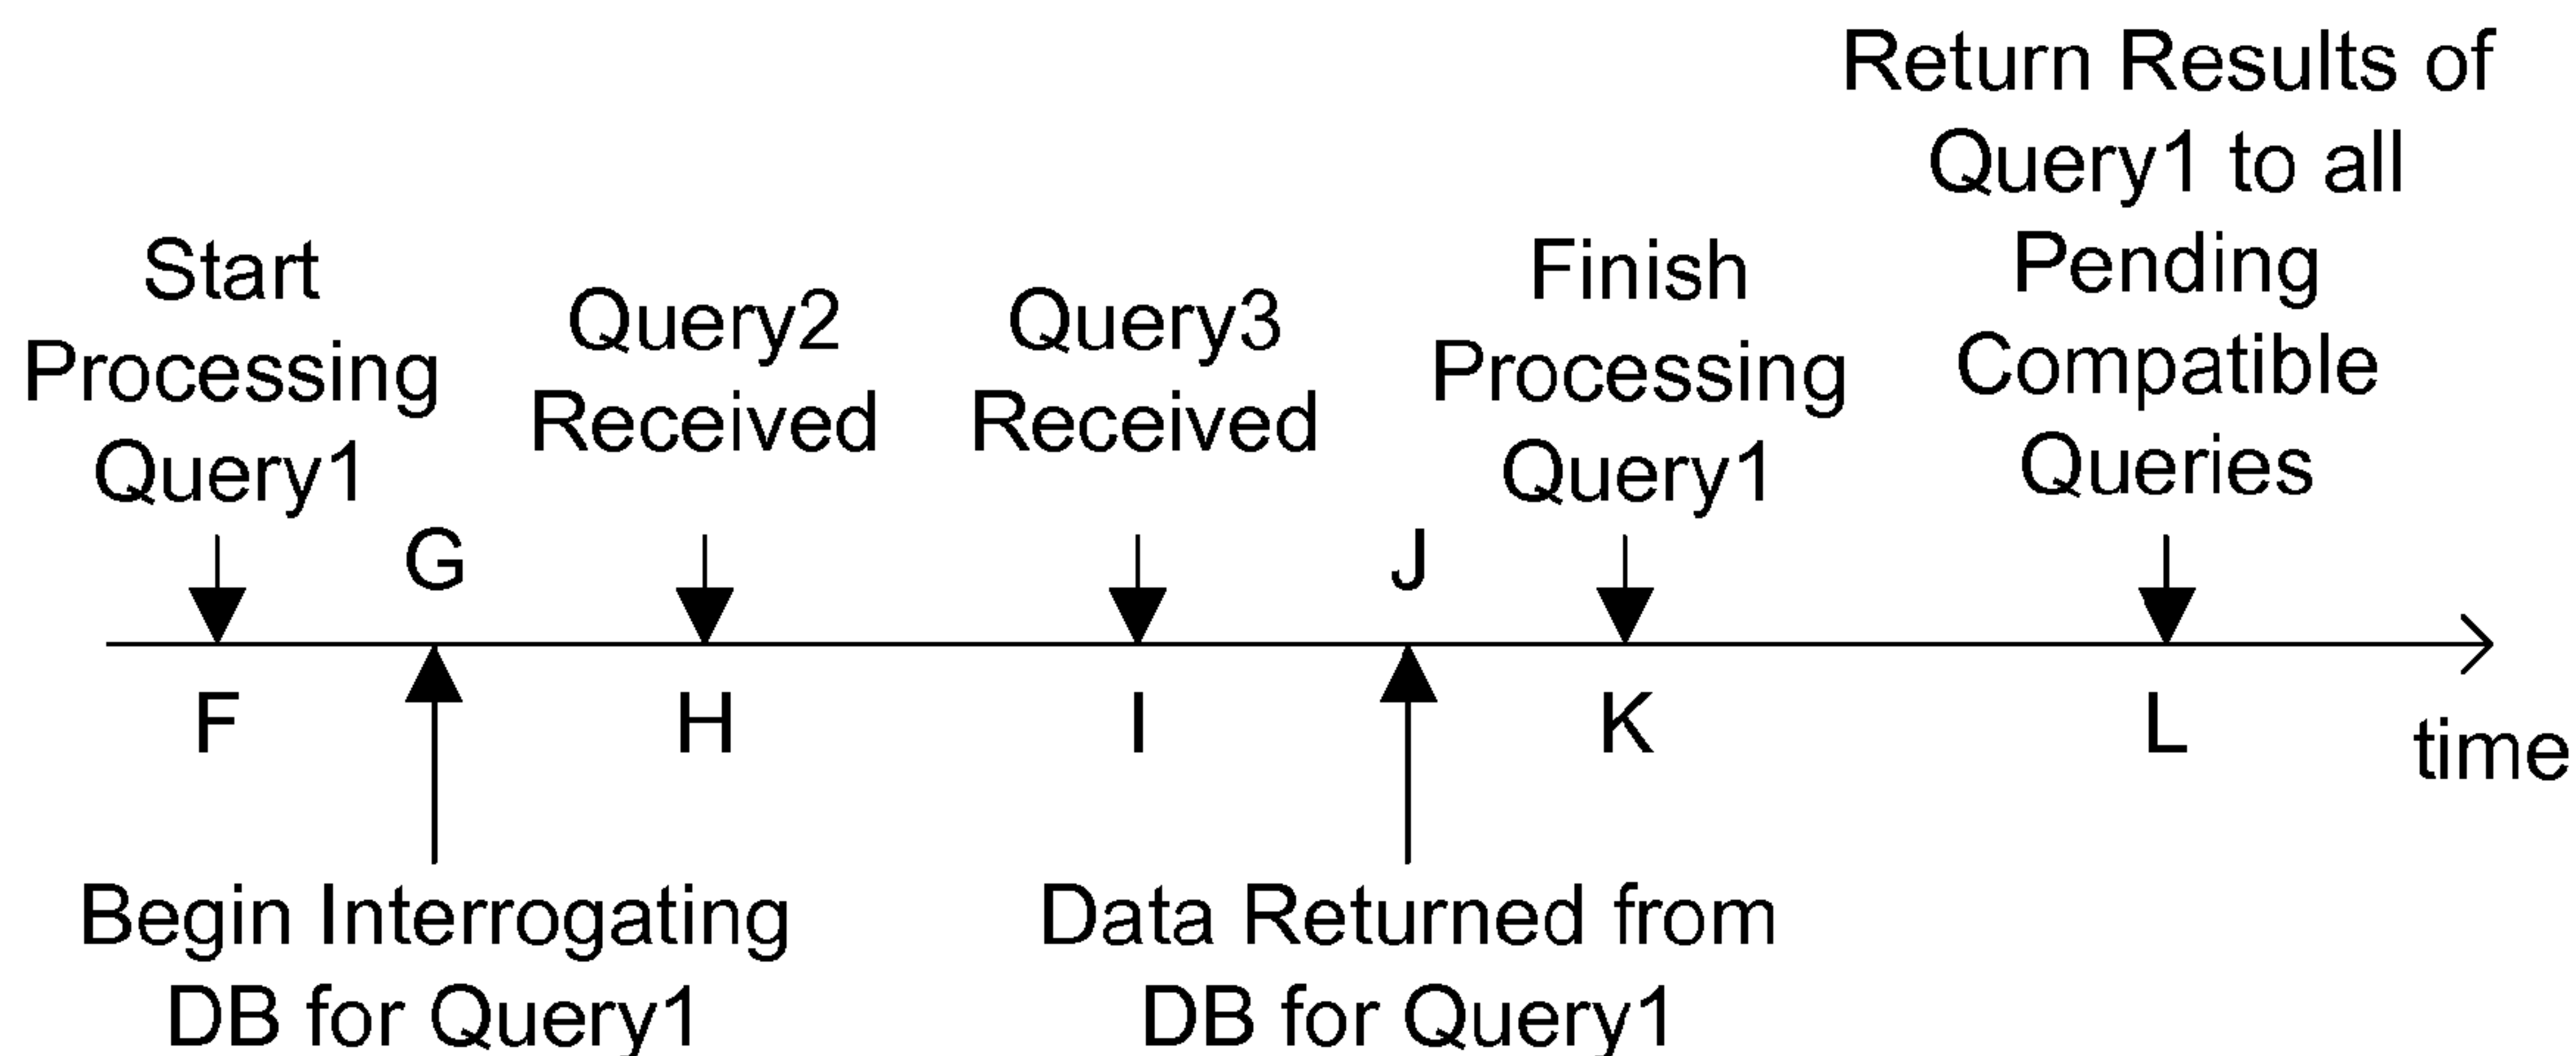 Start
Processing
Query1
G
Query2
Received
Query3
Received
J
Finish
Processing
Query1
Return Results of
Query1 to all
Pending
Compatible
Queries
F
H
I
K
L
time
Begin Interrogating
DB for Query1
Data Returned from
DB for Query1